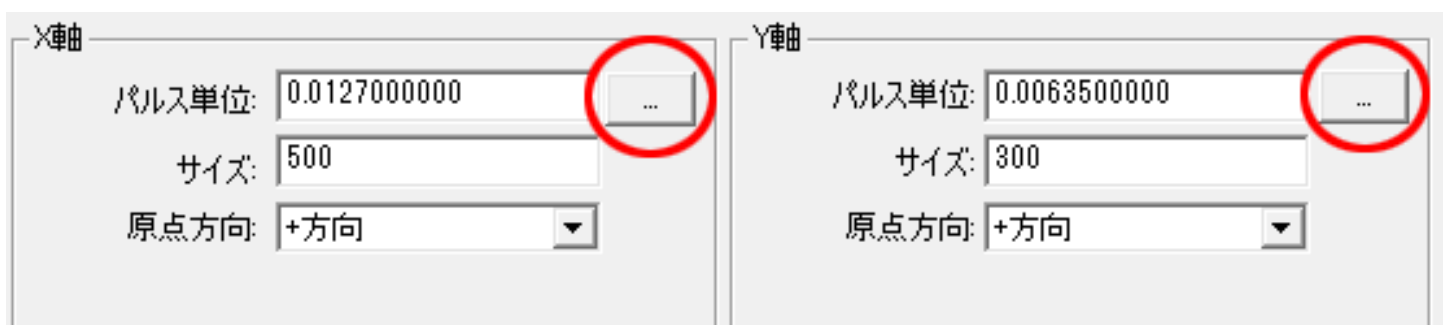 X軸
パルス単位: 0.0127000000 ...
サイズ: 500
原点方向: +方向
Y軸
パルス単位: 0.0063500000 ...
サイズ: 300
原点方向: +方向